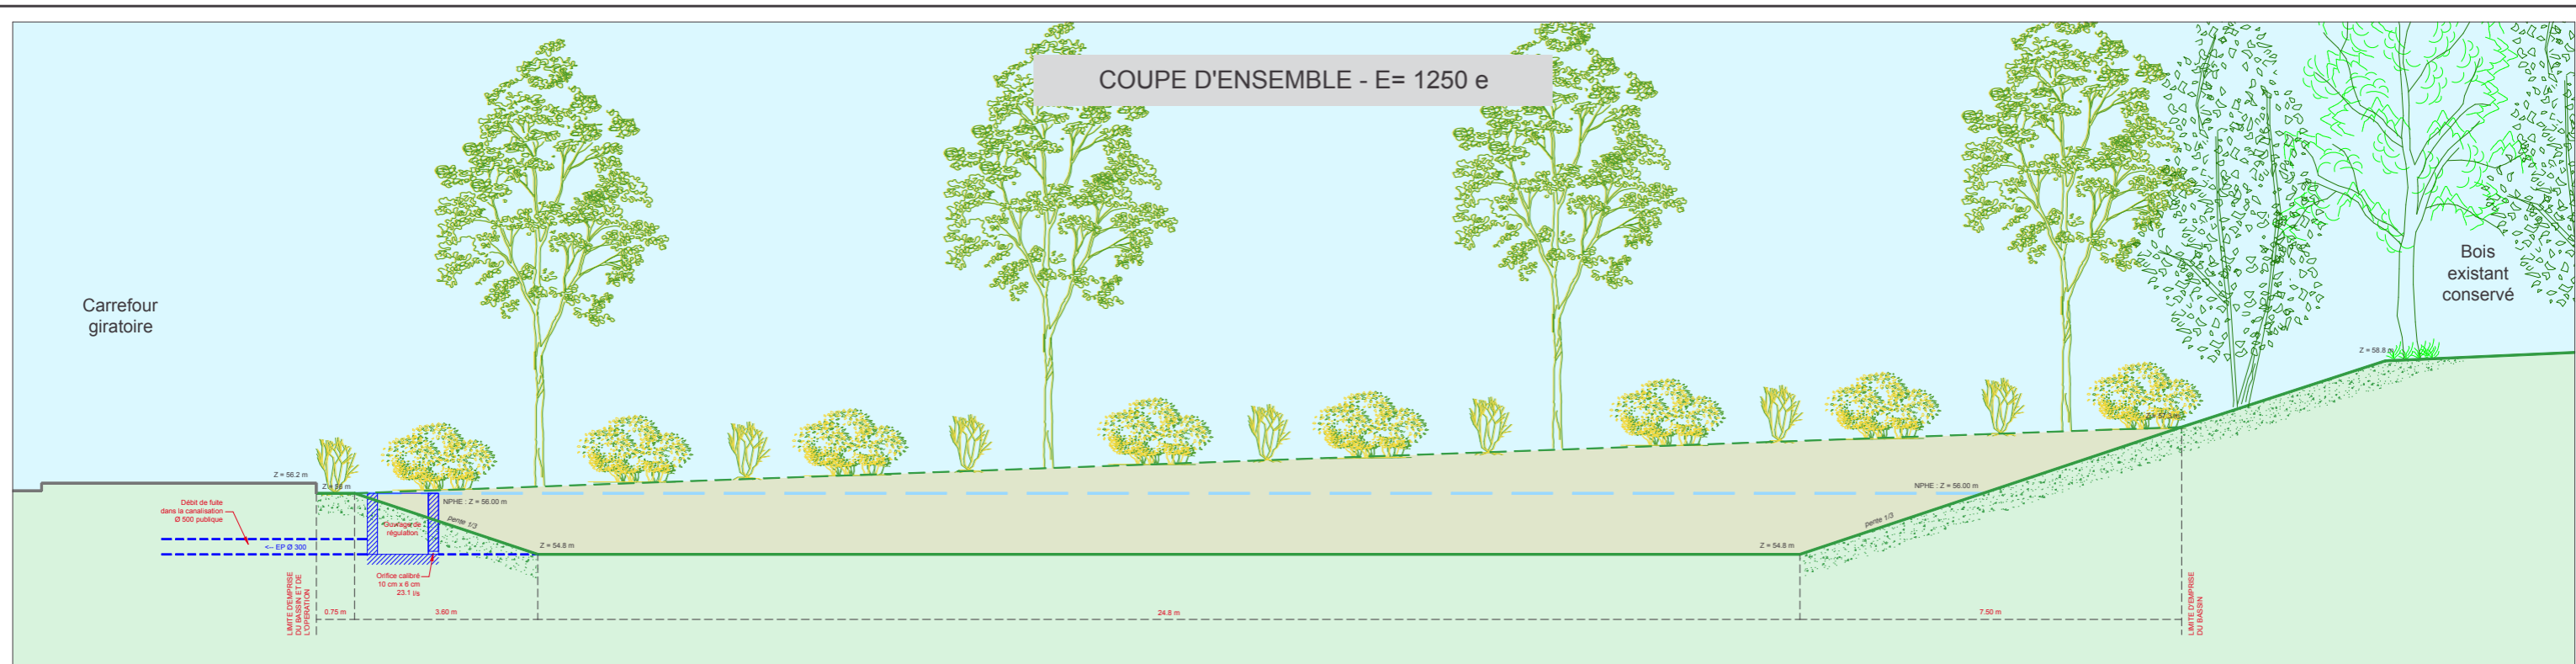 COUPE D'ENSEMBLE - E= 1250 e
Carrefour
giratoire
Bois
existant
conservé
Z = 58.8 m
Z = 56.2 m
Z = 56 m
NPHE : Z = 56.00 m
NPHE : Z = 56.00 m
Débit de fuite
dans la canalisation
Ø 500 publique
<-- EP Ø 300
Ouvrage de
régulation
pente 1/3
pente 1/3
Z = 54.8 m
Z = 54.8 m
Orifice calibré
10 cm x 6 cm
23.1 l/s
LIMITE D'EMPRISE
DU BASSIN ET DE
L'OPERATION
0.75 m
3.60 m
24.8 m
7.50 m
LIMITE D'EMPRISE
DU BASSIN